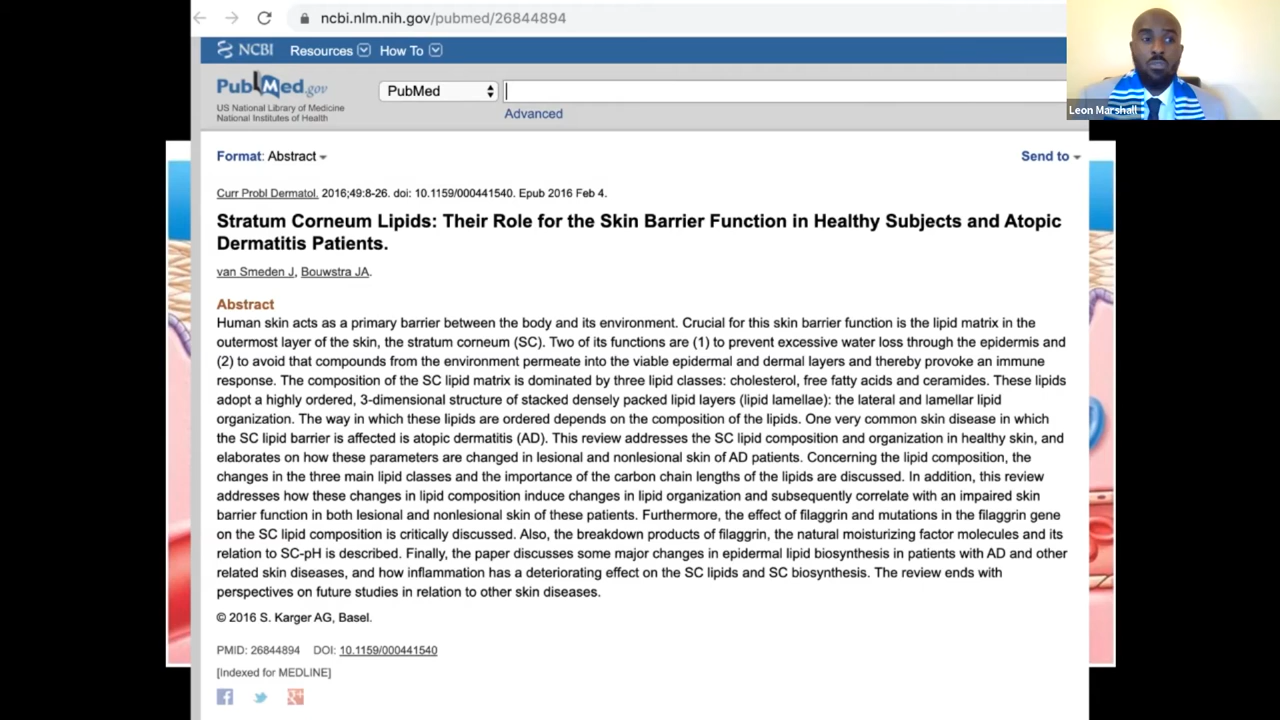 ncbi.nlm.nih.gov/pubmed/26844894
NCBI Resources How To
PubMed.gov
US National Library of Medicine
National Institutes of Health
PubMed
Advanced
Leon Marshall
Format: Abstract
Send to
Curr Probl Dermatol. 2016;49:8-26. doi: 10.1159/000441540. Epub 2016 Feb 4.
Stratum Corneum Lipids: Their Role for the Skin Barrier Function in Healthy Subjects and Atopic
Dermatitis Patients.
van Smeden J, Bouwstra JA.
Abstract
Human skin acts as a primary barrier between the body and its environment. Crucial for this skin barrier function is the lipid matrix in the
outermost layer of the skin, the stratum corneum (SC). Two of its functions are (1) to prevent excessive water loss through the epidermis and
(2) to avoid that compounds from the environment permeate into the viable epidermal and dermal layers and thereby provoke an immune
response. The composition of the SC lipid matrix is dominated by three lipid classes: cholesterol, free fatty acids and ceramides. These lipids
adopt a highly ordered, 3-dimensional structure of stacked densely packed lipid layers (lipid lamellae): the lateral and lamellar lipid
organization. The way in which these lipids are ordered depends on the composition of the lipids. One very common skin disease in which
the SC lipid barrier is affected is atopic dermatitis (AD). This review addresses the SC lipid composition and organization in healthy skin, and
elaborates on how these parameters are changed in lesional and nonlesional skin of AD patients. Concerning the lipid composition, the
changes in the three main lipid classes and the importance of the carbon chain lengths of the lipids are discussed. In addition, this review
addresses how these changes in lipid composition induce changes in lipid organization and subsequently correlate with an impaired skin
barrier function in both lesional and nonlesional skin of these patients. Furthermore, the effect of filaggrin and mutations in the filaggrin gene
on the SC lipid composition is critically discussed. Also, the breakdown products of filaggrin, the natural moisturizing factor molecules and its
relation to SC-pH is described. Finally, the paper discusses some major changes in epidermal lipid biosynthesis in patients with AD and other
related skin diseases, and how inflammation has a deteriorating effect on the SC lipids and SC biosynthesis. The review ends with
perspectives on future studies in relation to other skin diseases.
© 2016 S. Karger AG, Basel.
PMID: 26844894 DOI: 10.1159/000441540
[Indexed for MEDLINE]